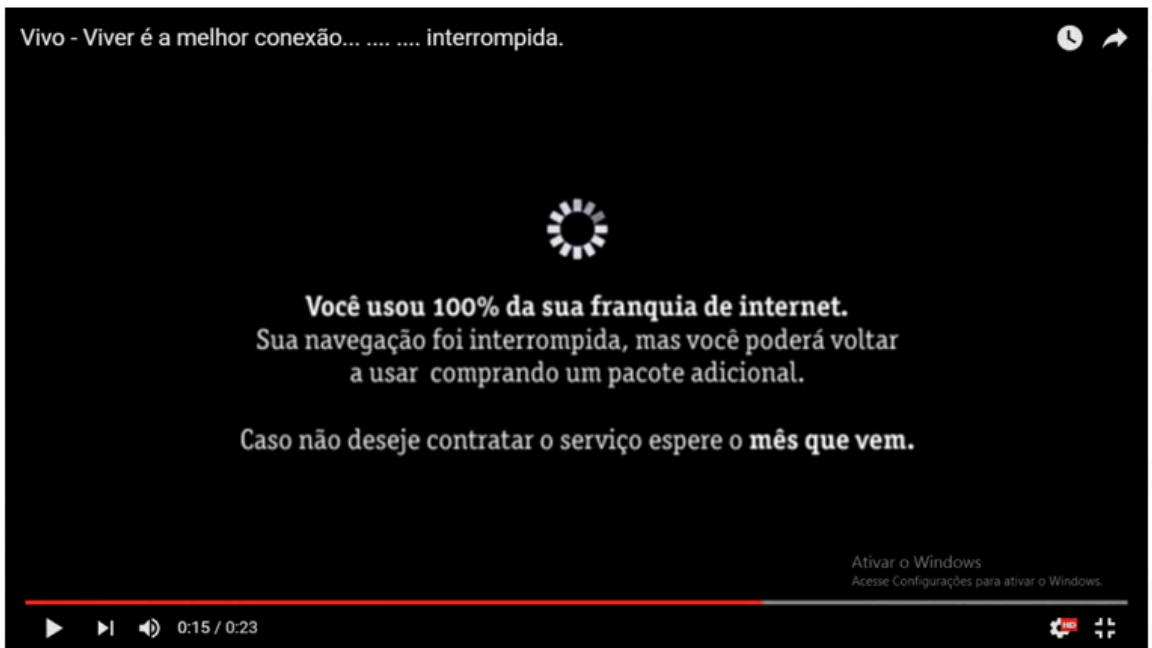 Vivo - Viver é a melhor conexão... .... .... interrompida.
Você usou 100% da sua franquia de internet.
Sua navegação foi interrompida, mas você poderá voltar
a usar comprando um pacote adicional.
Caso não deseje contratar o serviço espere o mês que vem.
Ativar o Windows
Acesse Configurações para ativar o Windows.
0:15 / 0:23
HD